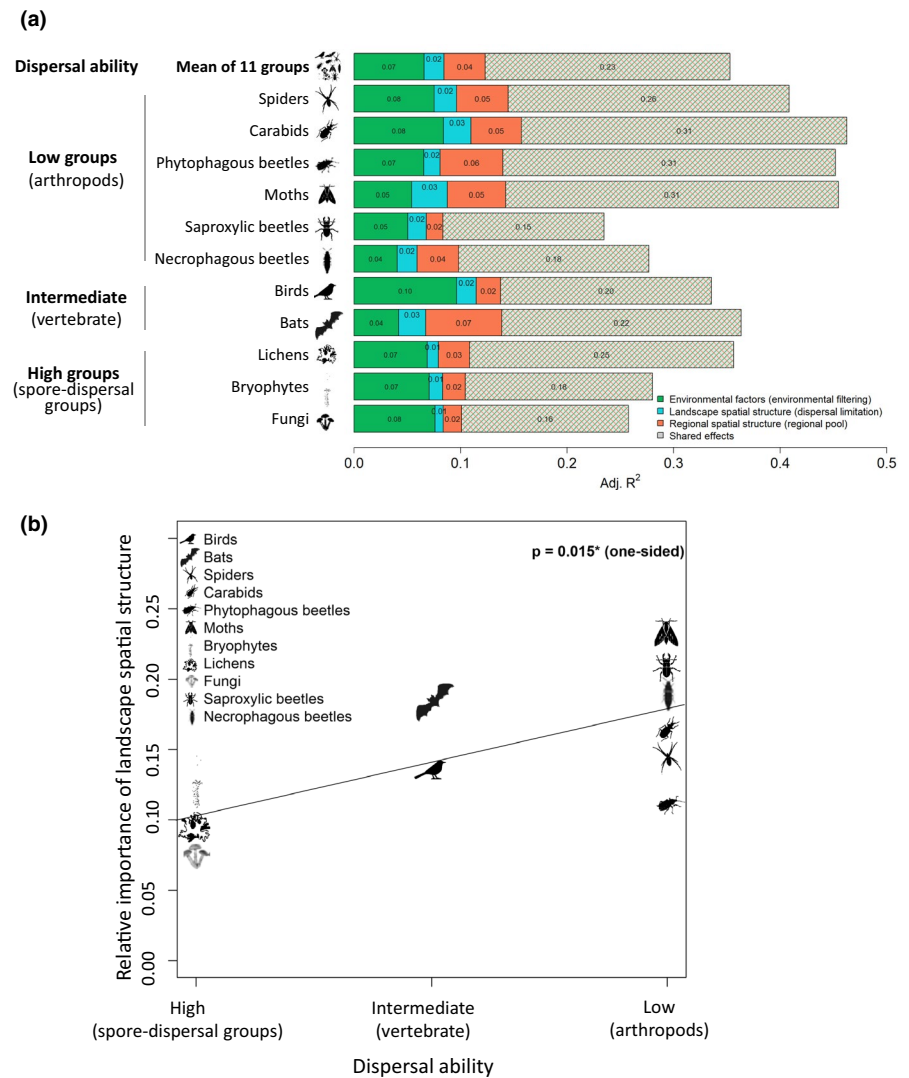 (a)
Dispersal ability
Mean of 11 groups
0.07 0.02 0.04 0.23
Low groups
(arthropods)
Spiders
0.08 0.02 0.05 0.26
Carabids
0.08 0.03 0.05 0.31
Phytophagous beetles
0.07 0.02 0.06 0.31
Moths
0.05 0.03 0.05 0.31
Saproxylic beetles
0.05 0.02 0.02 0.15
Necrophagous beetles
0.04 0.02 0.04 0.18
Intermediate
(vertebrate)
Birds
0.10 0.02 0.02 0.20
Bats
0.04 0.03 0.07 0.22
High groups
(spore-dispersal
groups)
Lichens
0.07 0.01 0.03 0.25
Bryophytes
0.07 0.01 0.02 0.18
Fungi
0.08 0.01 0.02 0.16
Environmental factors (environmental filtering)
Landscape spatial structure (dispersal limitation)
Regional spatial structure (regional pool)
Shared effects
0.0 0.1 0.2 0.3 0.4 0.5
Adj. R²
(b)
Birds
Bats
Spiders
Carabids
Phytophagous beetles
Moths
Bryophytes
Lichens
Fungi
Saproxylic beetles
Necrophagous beetles
p = 0.015* (one-sided)
Relative importance of landscape spatial structure
0.25
0.20
0.15
0.10
0.05
0.00
High
(spore-dispersal groups)
Intermediate
(vertebrate)
Low
(arthropods)
Dispersal ability